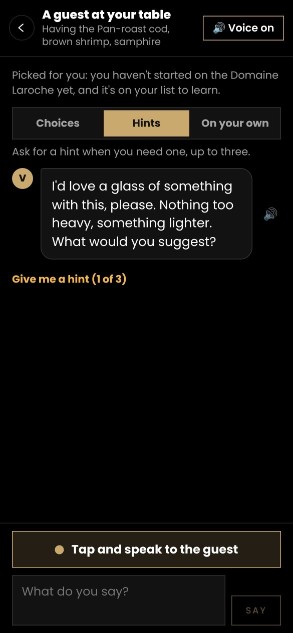 A guest at your table
Having the Pan-roast cod,
brown shrimp, samphire
🔊 Voice on
Picked for you: you haven't started on the Domaine
Laroche yet, and it's on your list to learn.
Choices
Hints
On your own
Ask for a hint when you need one, up to three.
V
I'd love a glass of something
with this, please. Nothing too
heavy, something lighter.
What would you suggest?
Give me a hint (1 of 3)
Tap and speak to the guest
What do you say?
SAY